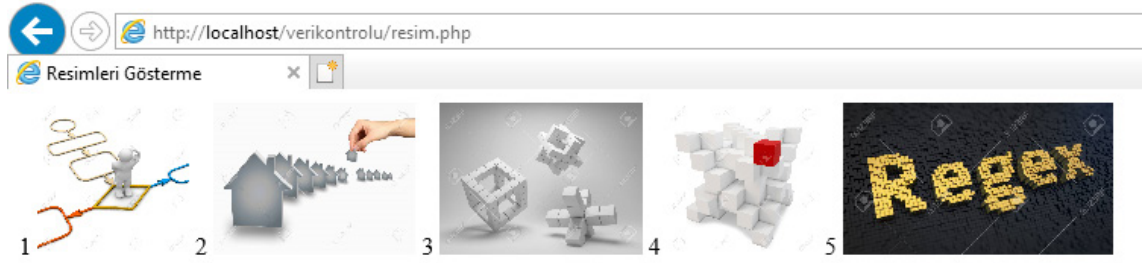 http://localhost/verikontrolu/resim.php
Resimleri Gösterme
1 2 3 4 5
Regex